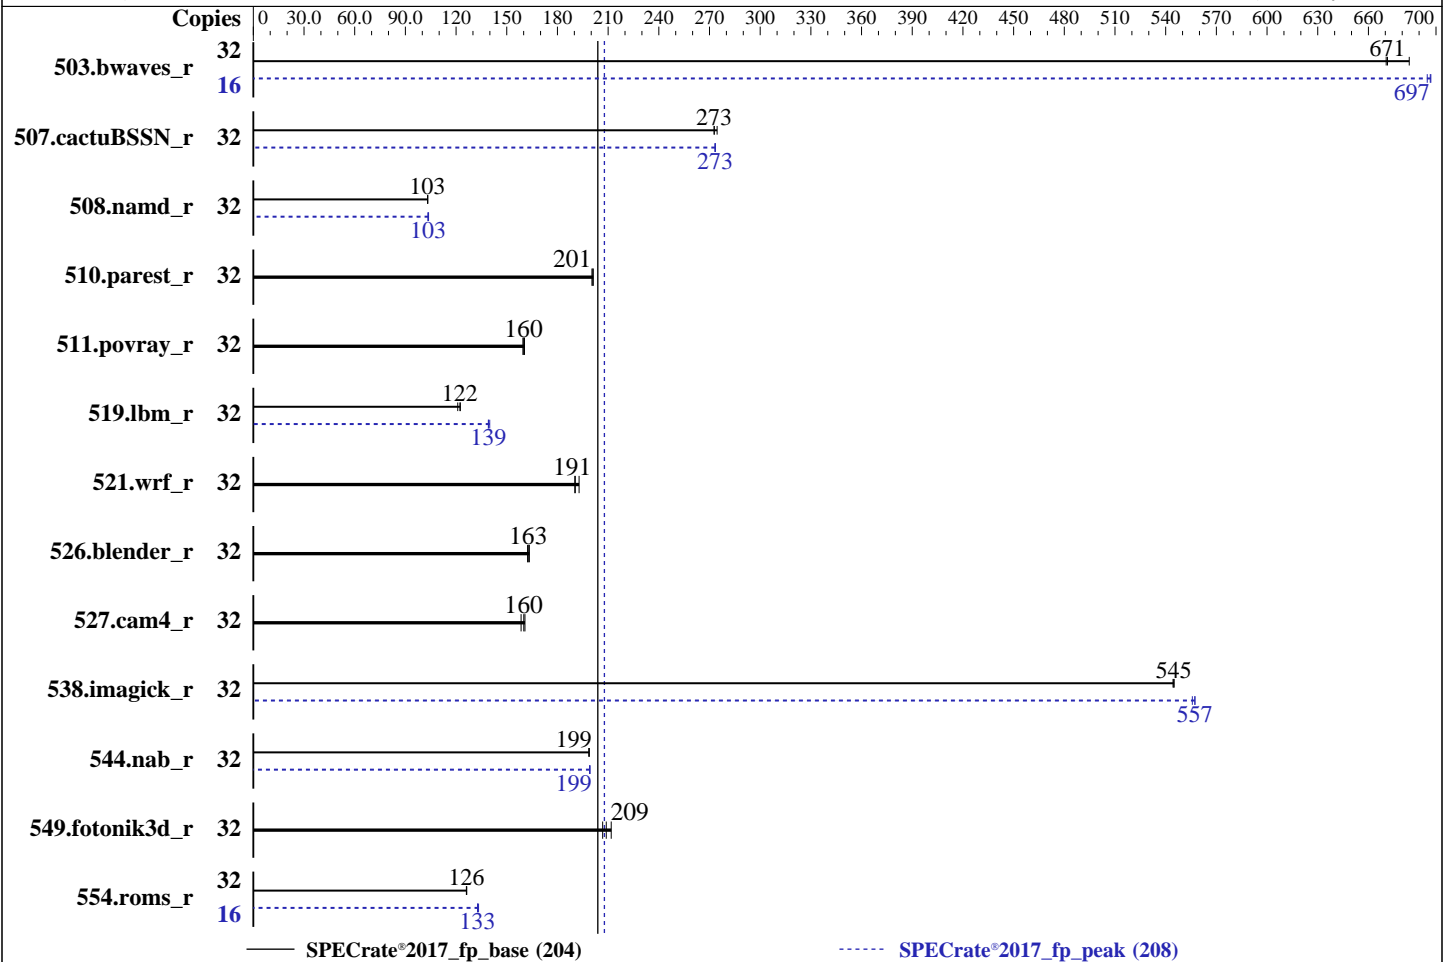 Copies 0 30.0 60.0 90.0 120 150 180 210 240 270 300 330 360 390 420 450 480 510 540 570 600 630 660 700
503.bwaves_r 32 671
16 697
507.cactuBSSN_r 32 273
273
508.namd_r 32 103
103
510.parest_r 32 201
511.povray_r 32 160
519.lbm_r 32 122
139
521.wrf_r 32 191
526.blender_r 32 163
527.cam4_r 32 160
538.imagick_r 32 545
557
544.nab_r 32 199
199
549.fotonik3d_r 32 209
554.roms_r 32 126
16 133
SPECrate®2017_fp_base (204) SPECrate®2017_fp_peak (208)